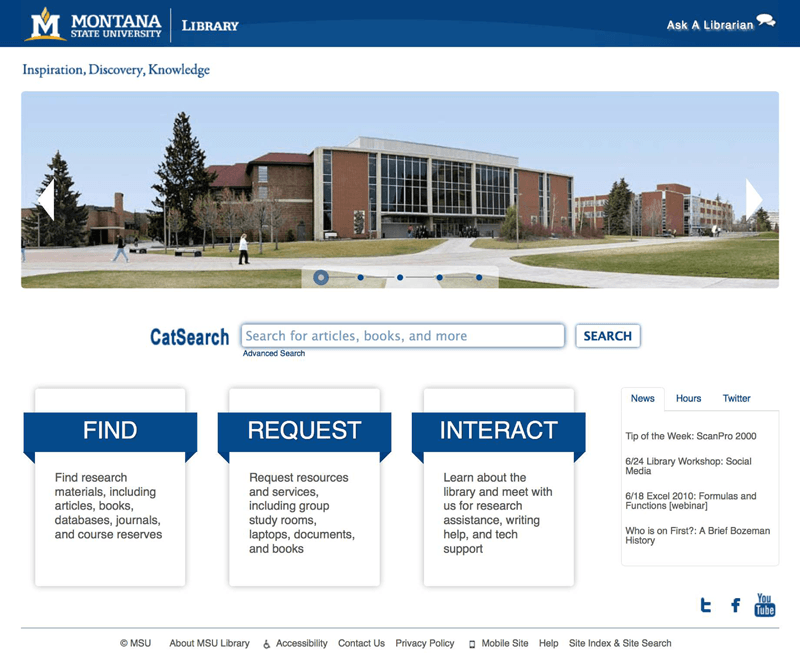 MONTANA
STATE UNIVERSITY
LIBRARY
Ask A Librarian
Inspiration, Discovery, Knowledge
CatSearch
Search for articles, books, and more
SEARCH
Advanced Search
FIND
Find research
materials, including
articles, books,
databases, journals,
and course reserves
REQUEST
Request resources
and services,
including group
study rooms,
laptops, documents,
and books
INTERACT
Learn about the
library and meet with
us for research
assistance, writing
help, and tech
support
News Hours Twitter
Tip of the Week: ScanPro 2000
6/24 Library Workshop: Social
Media
6/18 Excel 2010: Formulas and
Functions [webinar]
Who is on First?: A Brief Bozeman
History
You
Tube
© MSU About MSU Library Accessibility Contact Us Privacy Policy Mobile Site Help Site Index & Site Search